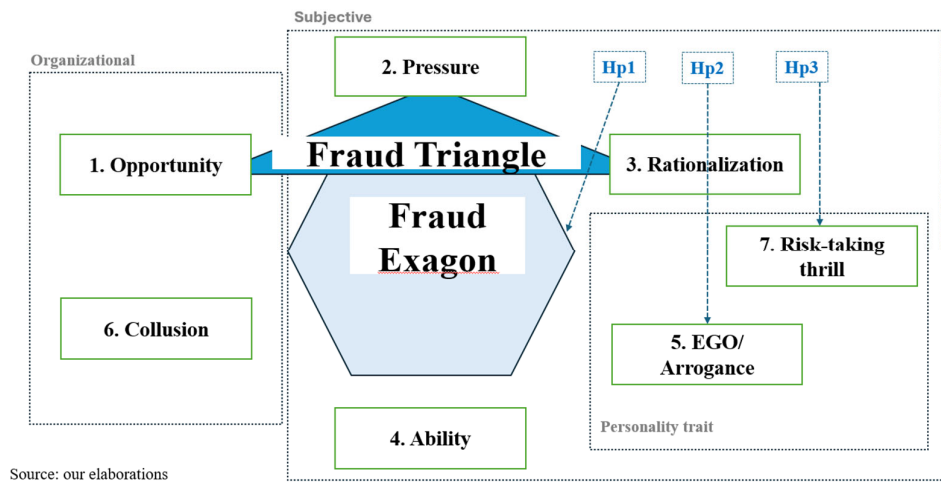 Subjective
Organizational
2. Pressure
Hp1
Hp2
Hp3
1. Opportunity
Fraud Triangle
3. Rationalization
Fraud
Exagon
7. Risk-taking
thrill
6. Collusion
5. EGO/
Arrogance
4. Ability
Personality trait
Source: our elaborations